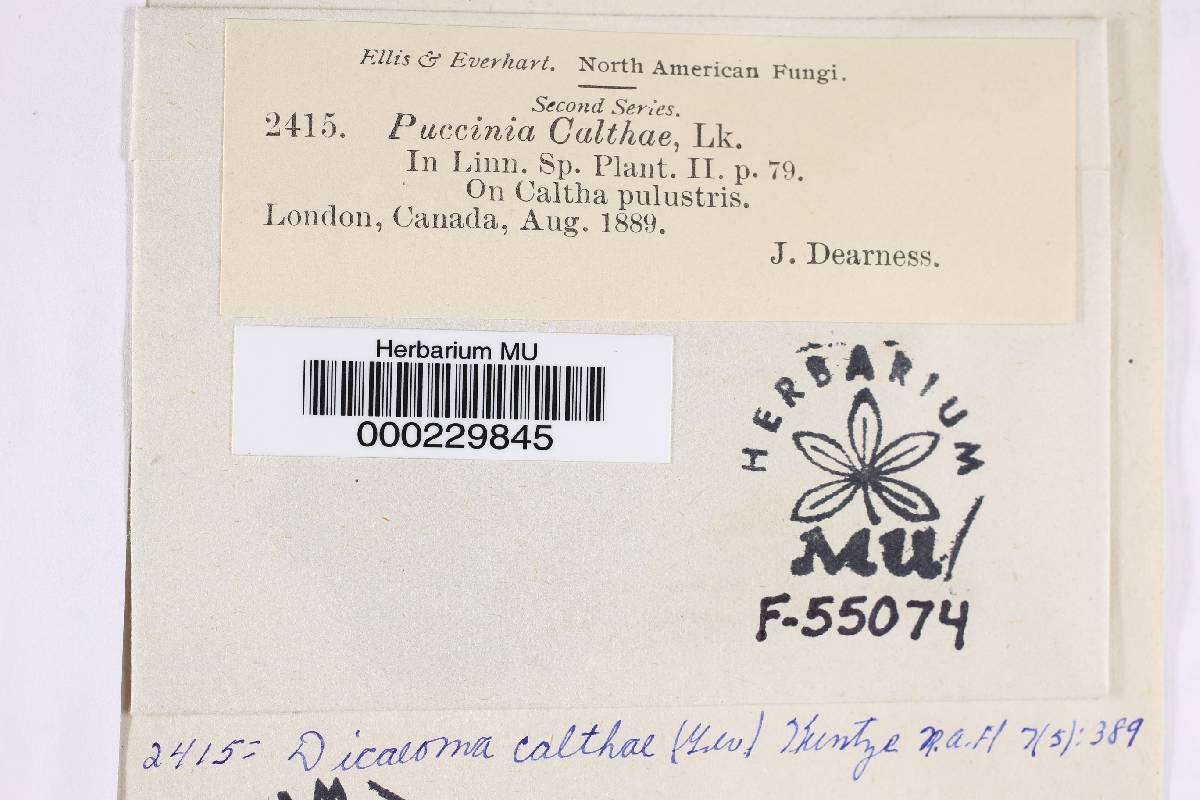 Ellis & Everhart. North American Fungi.
Second Series.
2415. Puccinia Calthae, Lk.
In Linn. Sp. Plant. II. p. 79.
On Caltha pulustris.
London, Canada, Aug. 1889.
J. Dearness.
Herbarium MU
000229845
HERBARIUM
MU/
F-55074
2415= Dicaeoma calthae (Lev) Kuntze n.a.Fl 7(5):389